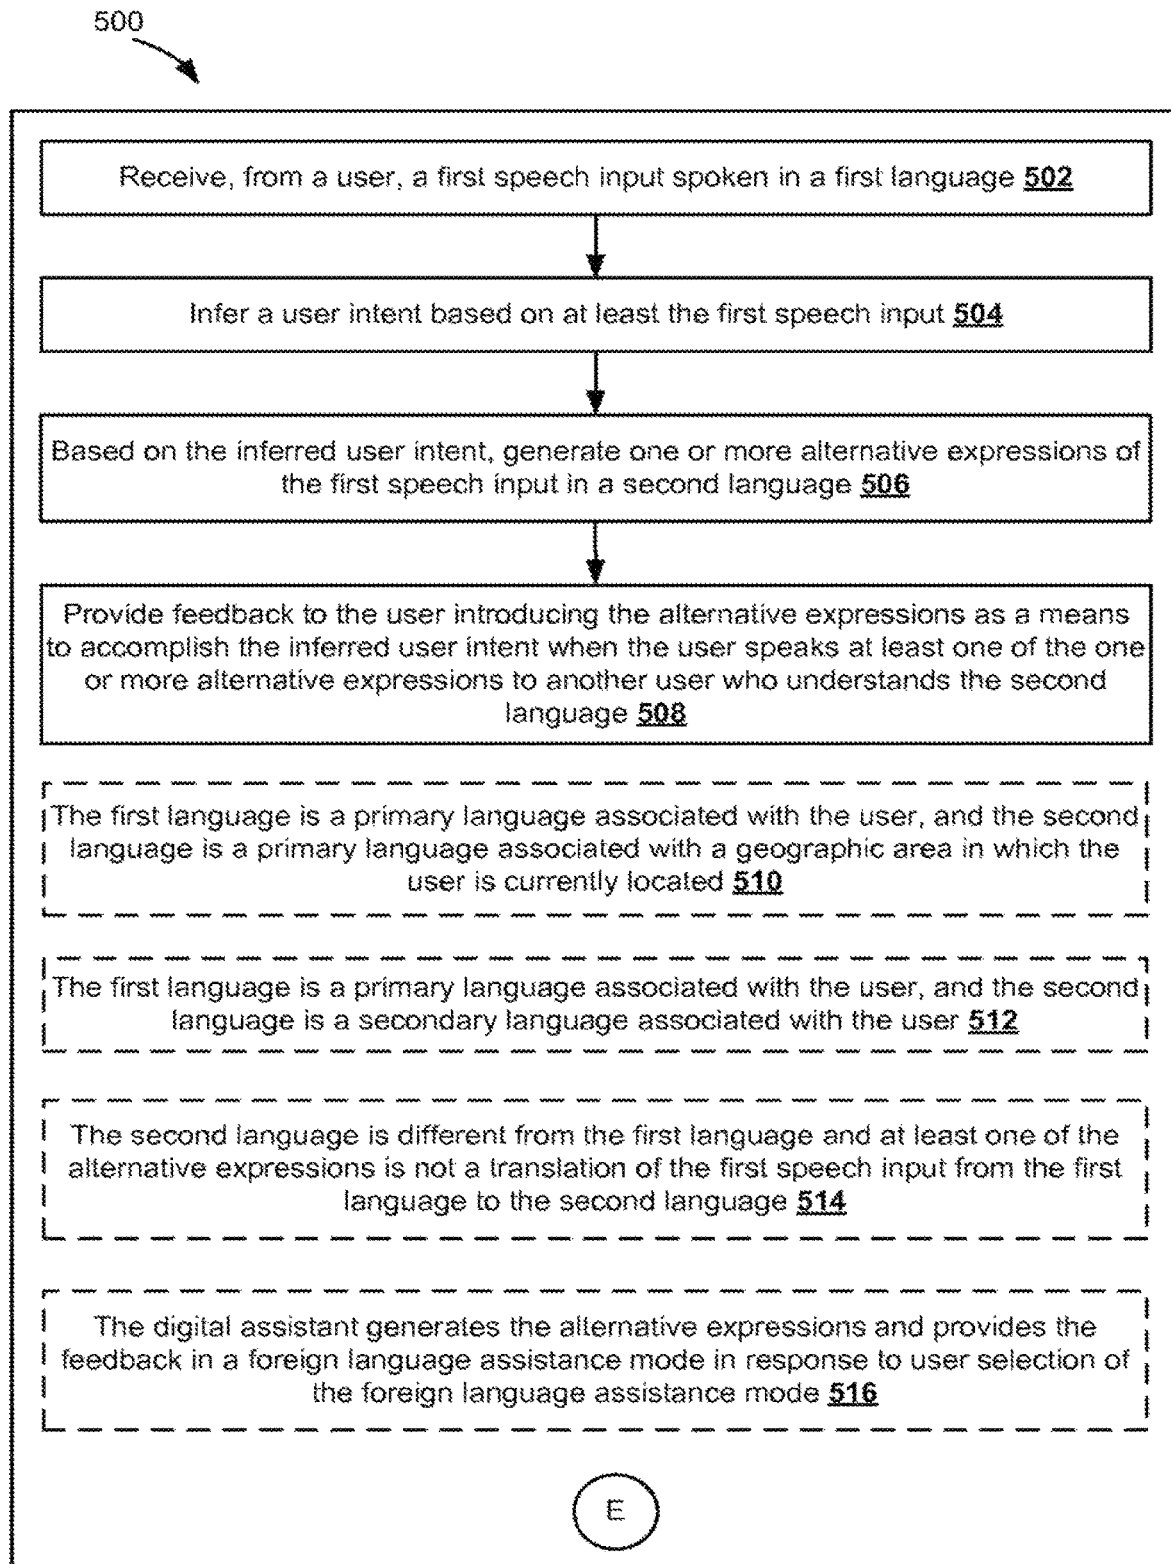 500
Receive, from a user, a first speech input spoken in a first language 502
Infer a user intent based on at least the first speech input 504
Based on the inferred user intent, generate one or more alternative expressions of
the first speech input in a second language 506
Provide feedback to the user introducing the alternative expressions as a means
to accomplish the inferred user intent when the user speaks at least one of the one
or more alternative expressions to another user who understands the second
language 508
The first language is a primary language associated with the user, and the second
language is a primary language associated with a geographic area in which the
user is currently located 510
The first language is a primary language associated with the user, and the second
language is a secondary language associated with the user 512
The second language is different from the first language and at least one of the
alternative expressions is not a translation of the first speech input from the first
language to the second language 514
The digital assistant generates the alternative expressions and provides the
feedback in a foreign language assistance mode in response to user selection of
the foreign language assistance mode 516
E